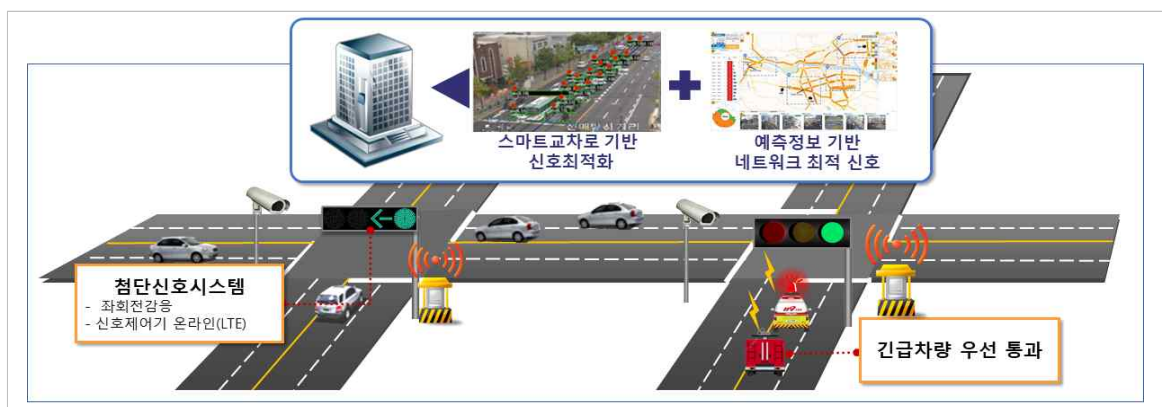 스마트교차로 기반
신호최적화
예측정보 기반
네트워크 최적 신호
첨단신호시스템
- 좌회전감응
- 신호제어기 온라인(LTE)
긴급차량 우선 통과